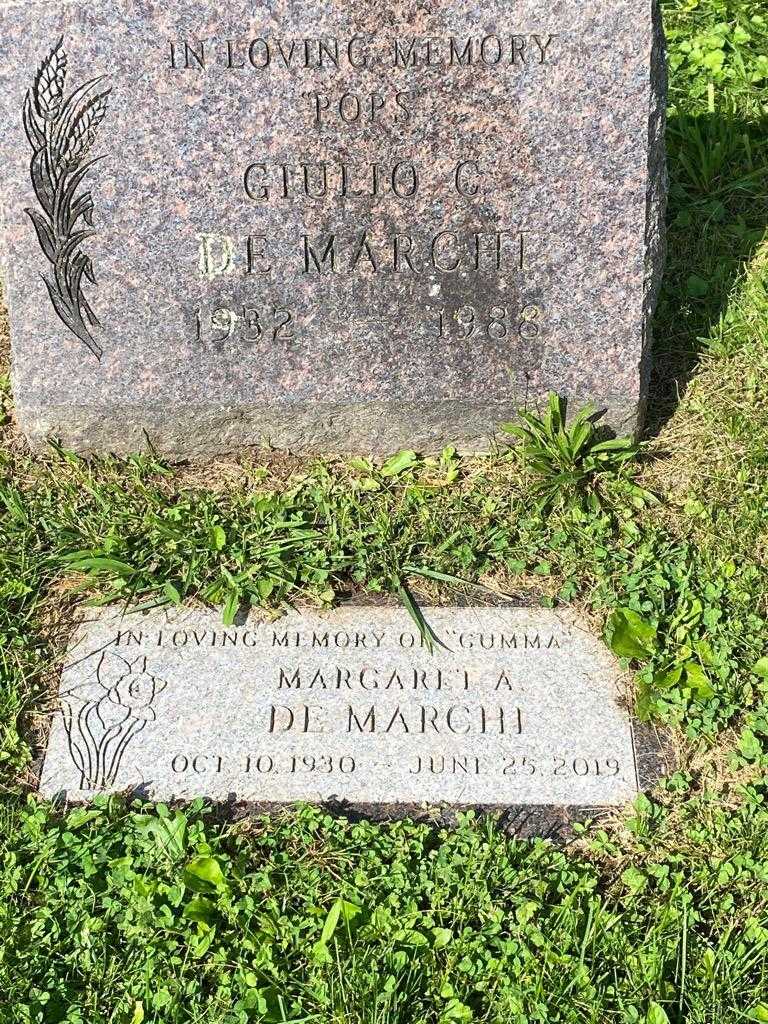 IN LOVING MEMORY
"POPS"
GIULIO C.
DE MARCHI
1932 — 1988
IN LOVING MEMORY OF "GUMMA"
MARGARET A.
DE MARCHI
OCT. 10, 1930 – JUNE 25, 2019